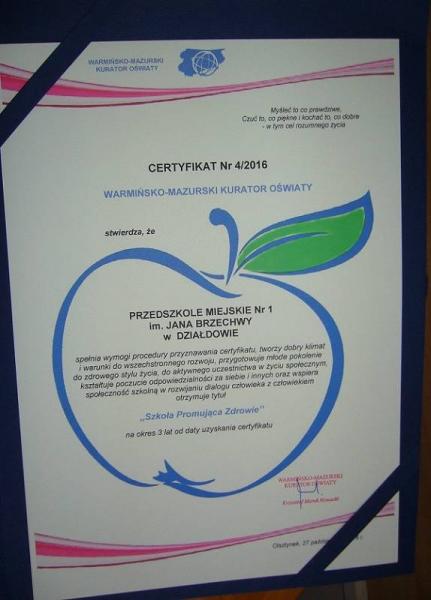 WARMIŃSKO-MAZURSKI
KURATOR OŚWIATY
Myśleć to co prawdziwe,
Czuć to, co piękne i kochać to, co dobre
- w tym cel rozumnego życia
CERTYFIKAT Nr 4/2016
WARMIŃSKO-MAZURSKI KURATOR OŚWIATY
stwierdza, że
PRZEDSZKOLE MIEJSKIE Nr 1
im. JANA BRZECHWY
w DZIAŁDOWIE
spełnia wymogi procedury przyznawania certyfikatu, tworzy dobry klimat
i warunki do wszechstronnego rozwoju, przygotowuje młode pokolenie
do zdrowego stylu życia, do aktywnego uczestnictwa w życiu społecznym,
kształtuje poczucie odpowiedzialności za siebie i innych oraz wspiera
społeczność szkolną w rozwijaniu dialogu człowieka z człowiekiem
otrzymuje tytuł
„Szkoła Promująca Zdrowie”
na okres 3 lat od daty uzyskania certyfikatu
WARMIŃSKO-MAZURSKI
KURATOR OŚWIATY
Krzysztof Marek Nowacki
Olsztynek, 27